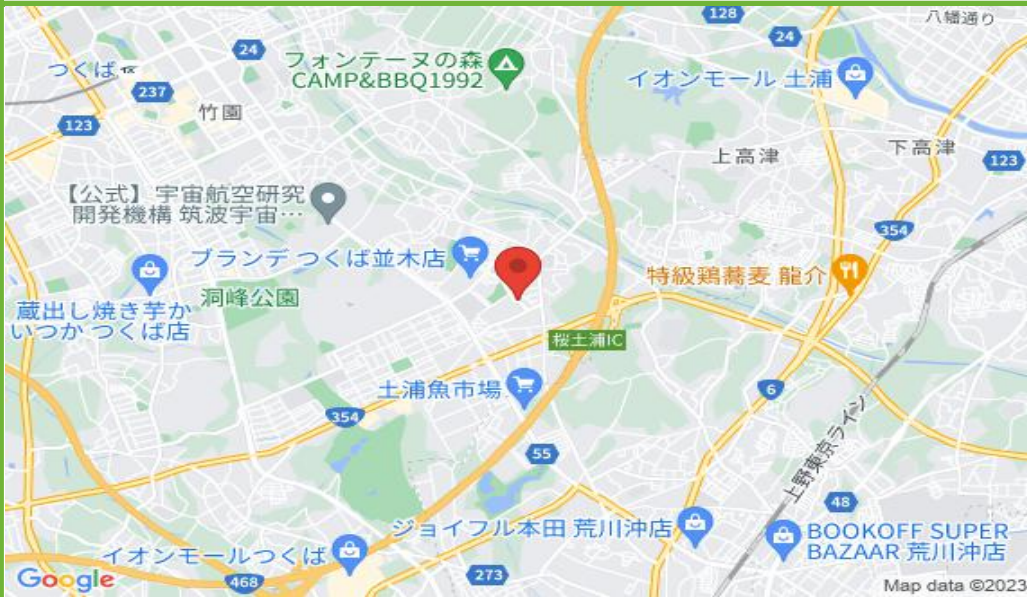 128
八幡通り
24
24
フォンテーヌの森
CAMP&BBQ1992
つくば
イオンモール 土浦
237
竹園
123
上高津
下高津
123
【公式】宇宙航空研究
開発機構 筑波宇宙…
354
ブランデ つくば並木店
特級鶏蕎麦 龍介
蔵出し焼き芋か
いつか つくば店
洞峰公園
桜土浦IC
土浦魚市場
6
354
55
上野東京ライン
48
ジョイフル本田 荒川沖店
BOOKOFF SUPER
BAZAAR 荒川沖店
イオンモールつくば
273
468
Google
Map data ©2023